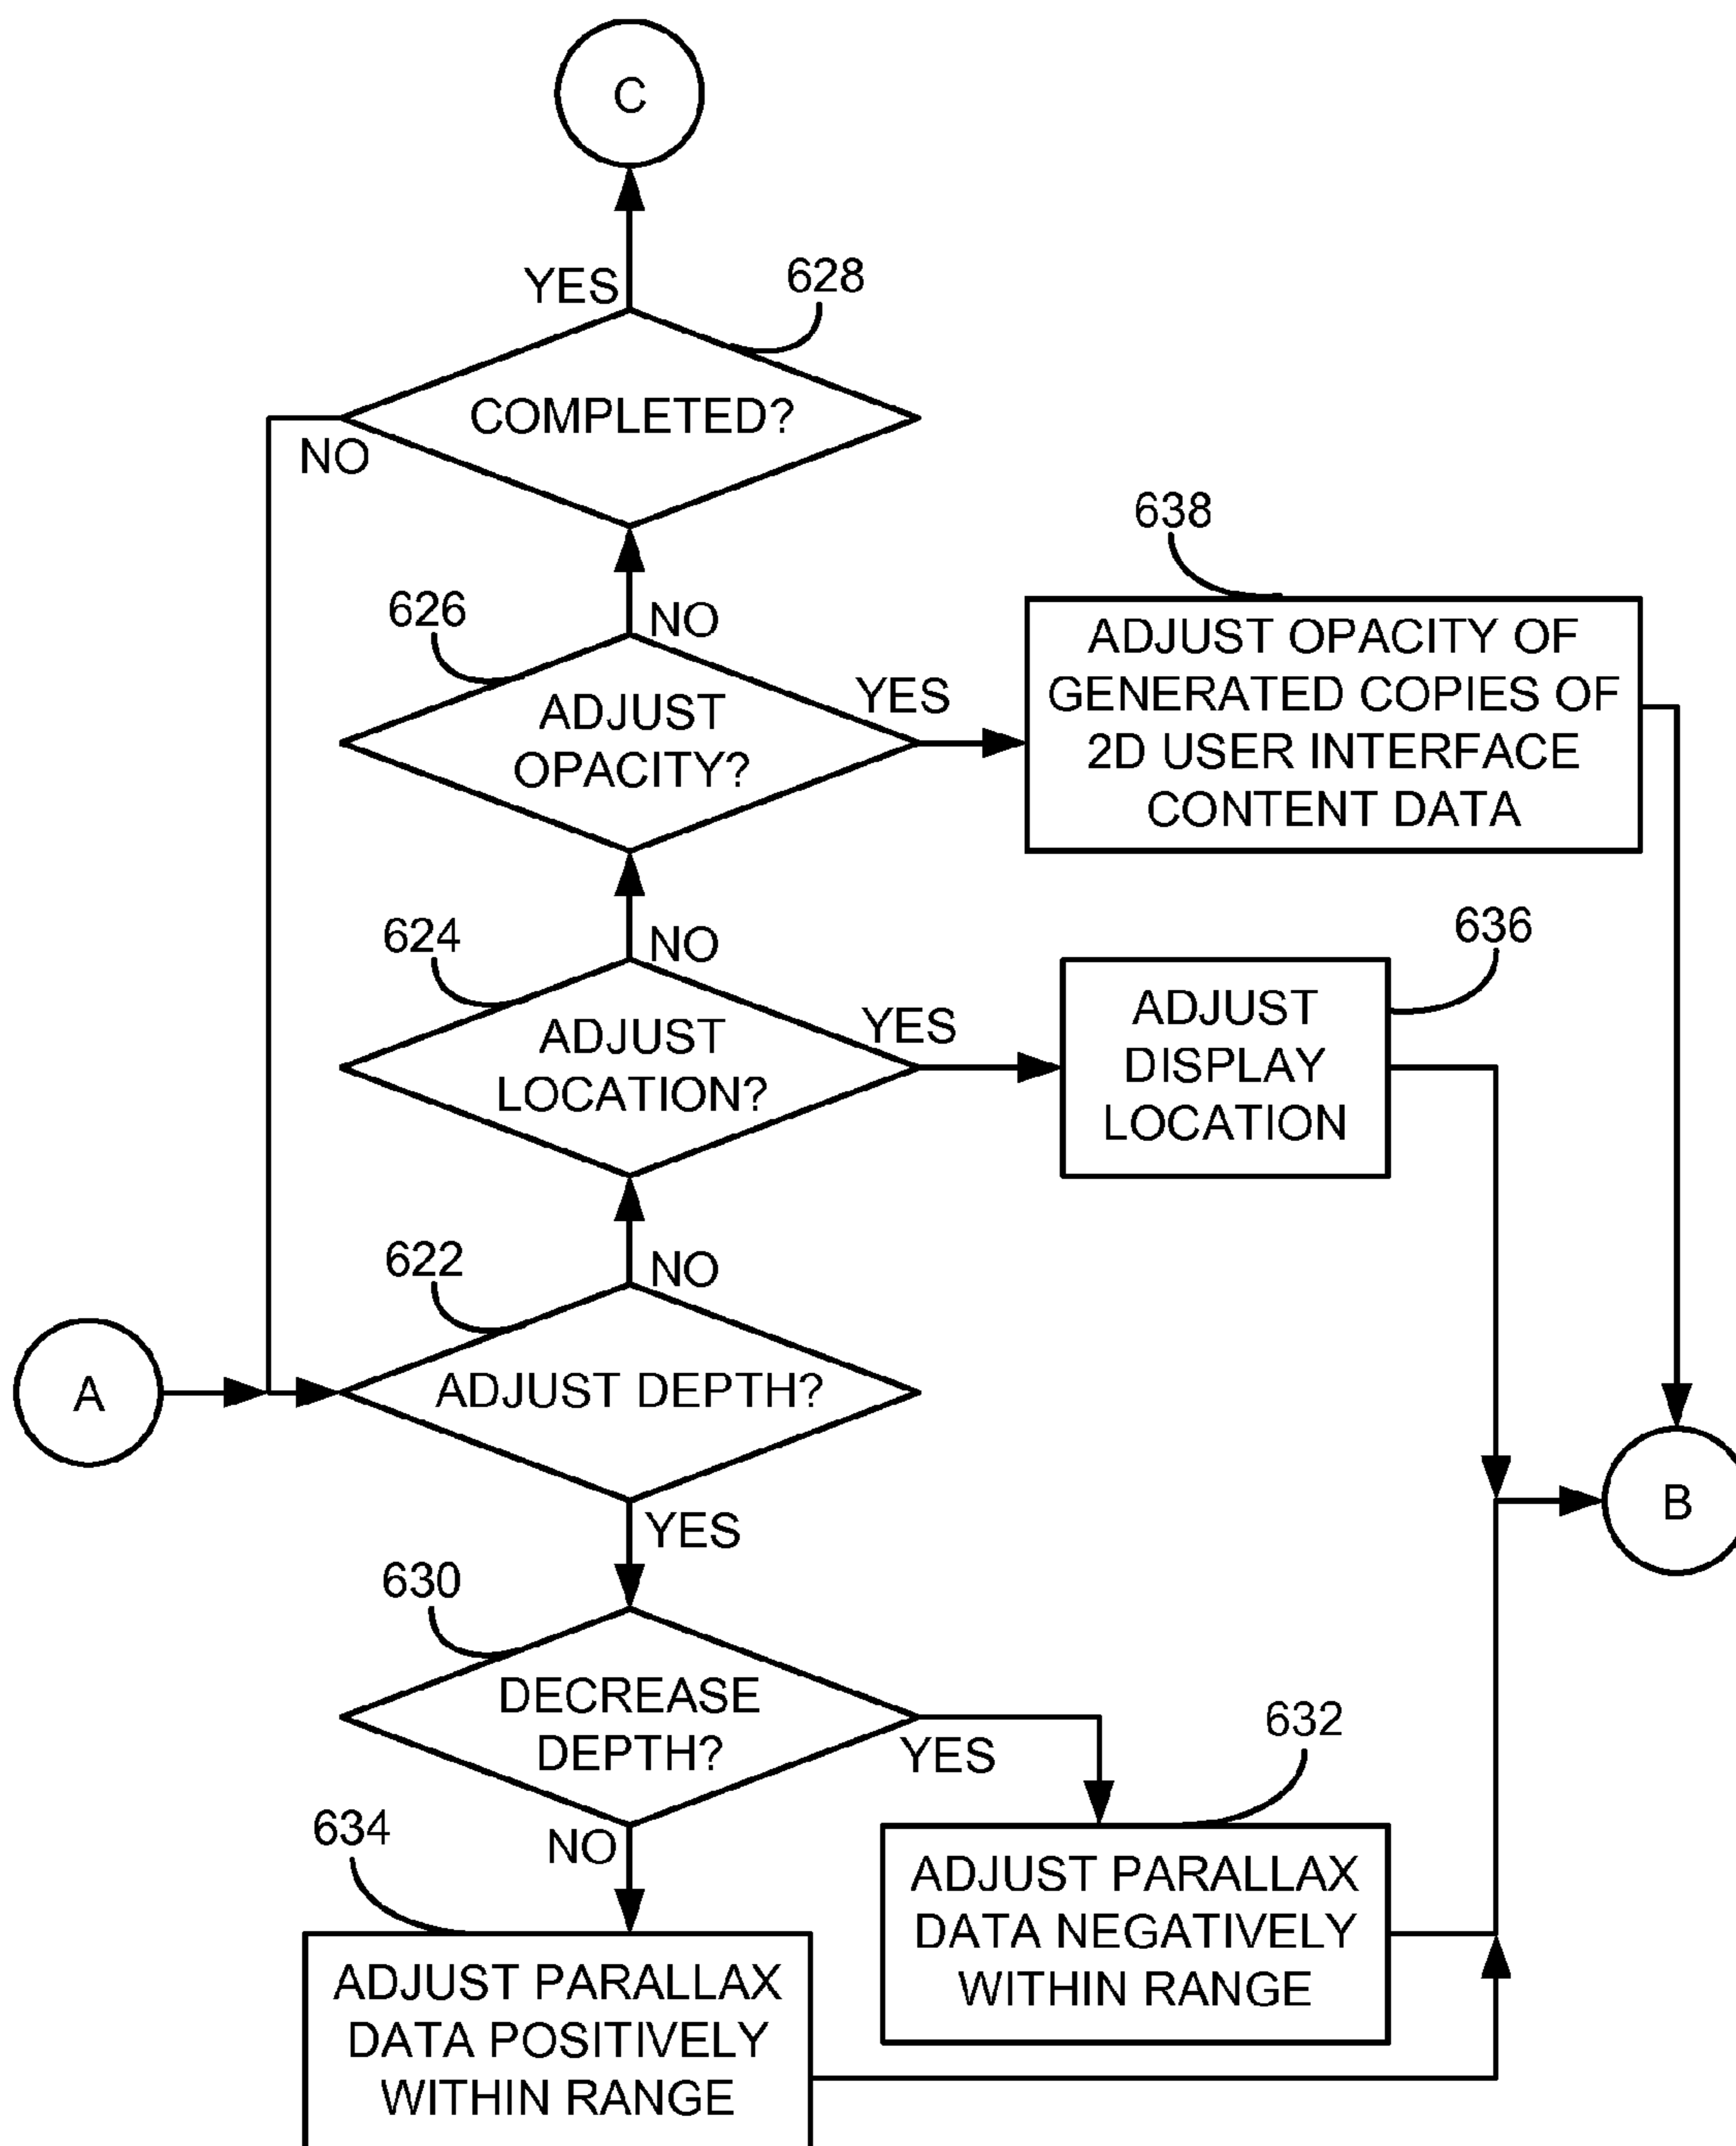 C
YES
628
COMPLETED?
NO
638
626
NO
ADJUST OPACITY OF
GENERATED COPIES OF
2D USER INTERFACE
CONTENT DATA
YES
ADJUST
OPACITY?
624
NO
636
YES
ADJUST
LOCATION?
ADJUST
DISPLAY
LOCATION
622
NO
A
ADJUST DEPTH?
B
YES
630
DECREASE
DEPTH?
YES
632
634
NO
ADJUST PARALLAX
DATA NEGATIVELY
WITHIN RANGE
ADJUST PARALLAX
DATA POSITIVELY
WITHIN RANGE